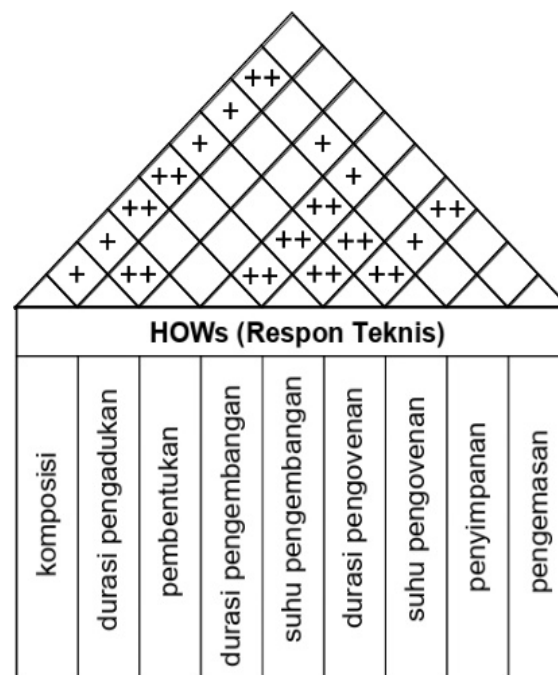 ++
+
+ +
++ +
++ ++ ++
+ ++ ++ +
+ ++ ++ ++ ++
HOWs (Respon Teknis)
komposisi
durasi pengadukan
pembentukan
durasi pengembangan
suhu pengembangan
durasi pengovenan
suhu pengovenan
penyimpanan
pengemasan